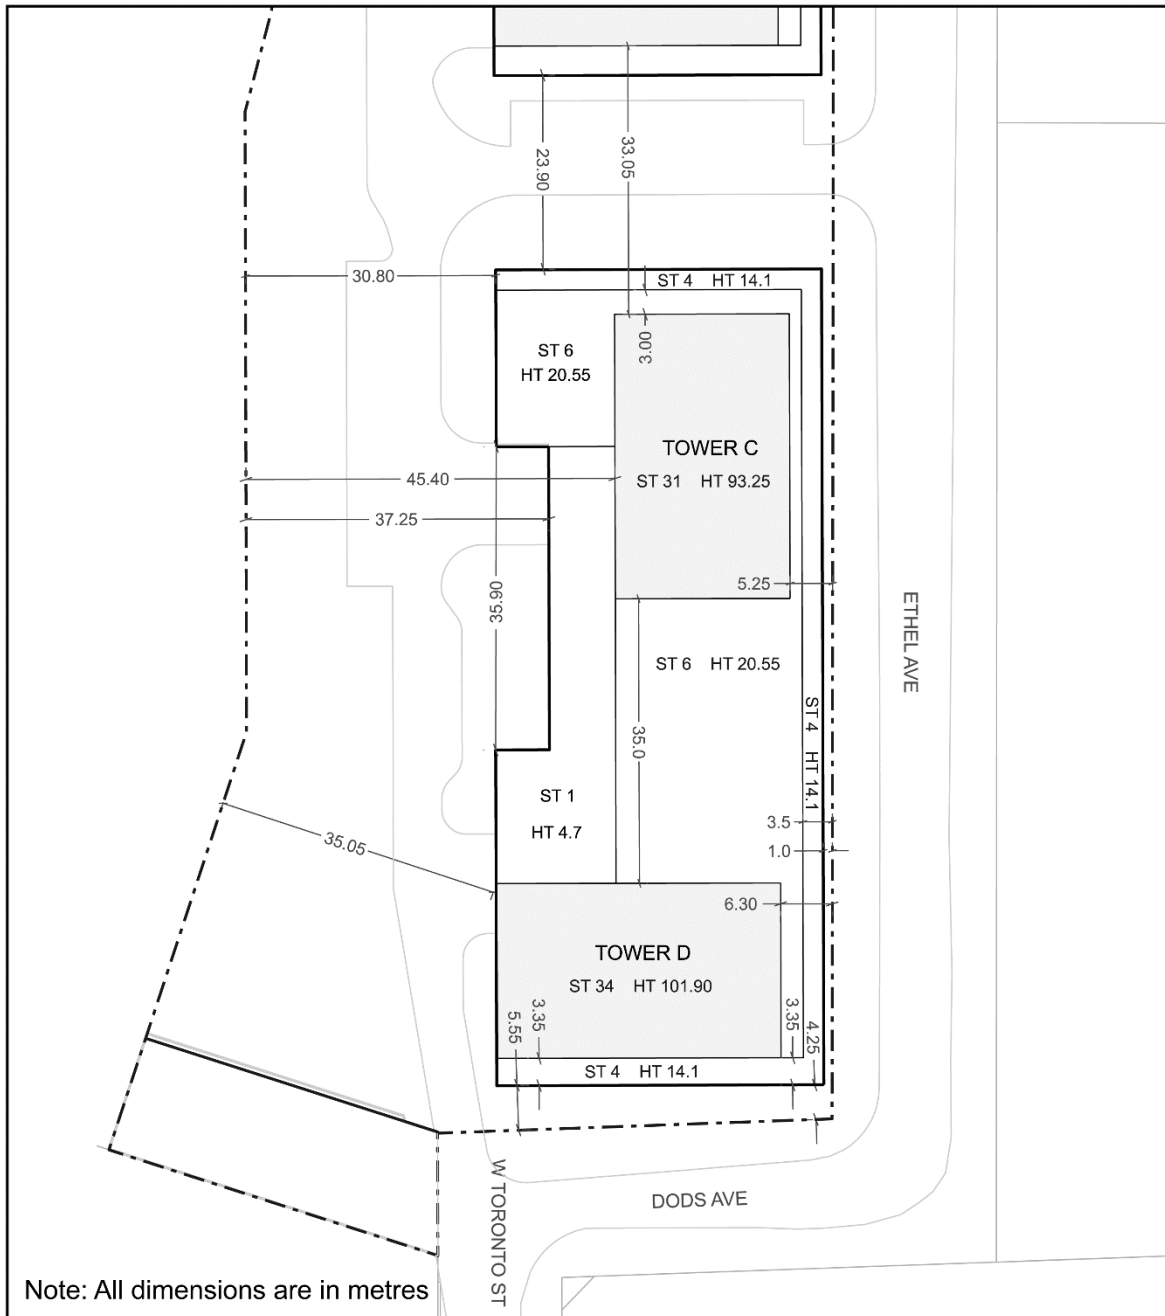 33.05
23.90
30.80
ST 4 HT 14.1
3.00
ST 6
HT 20.55
TOWER C
ST 31 HT 93.25
45.40
37.25
5.25
35.90
ETHEL AVE
ST 6 HT 20.55
35.0
ST 4 HT 14.1
ST 1
HT 4.7
3.5
1.0
35.05
6.30
TOWER D
ST 34 HT 101.90
5.55
3.35
3.35
4.25
ST 4 HT 14.1
W TORONTO ST
DODS AVE
Note: All dimensions are in metres